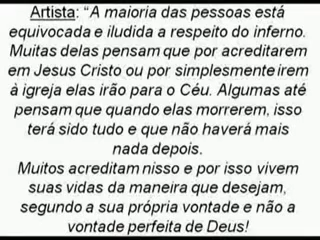 Artista: “A maioria das pessoas está
equivocada e iludida a respeito do inferno.
Muitas delas pensam que por acreditarem
em Jesus Cristo ou por simplesmente irem
à igreja elas irão para o Céu. Algumas até
pensam que quando elas morrerem, isso
terá sido tudo e que não haverá mais
nada depois.
Muitos acreditam nisso e por isso vivem
suas vidas da maneira que desejam,
segundo a sua própria vontade e não a
vontade perfeita de Deus!